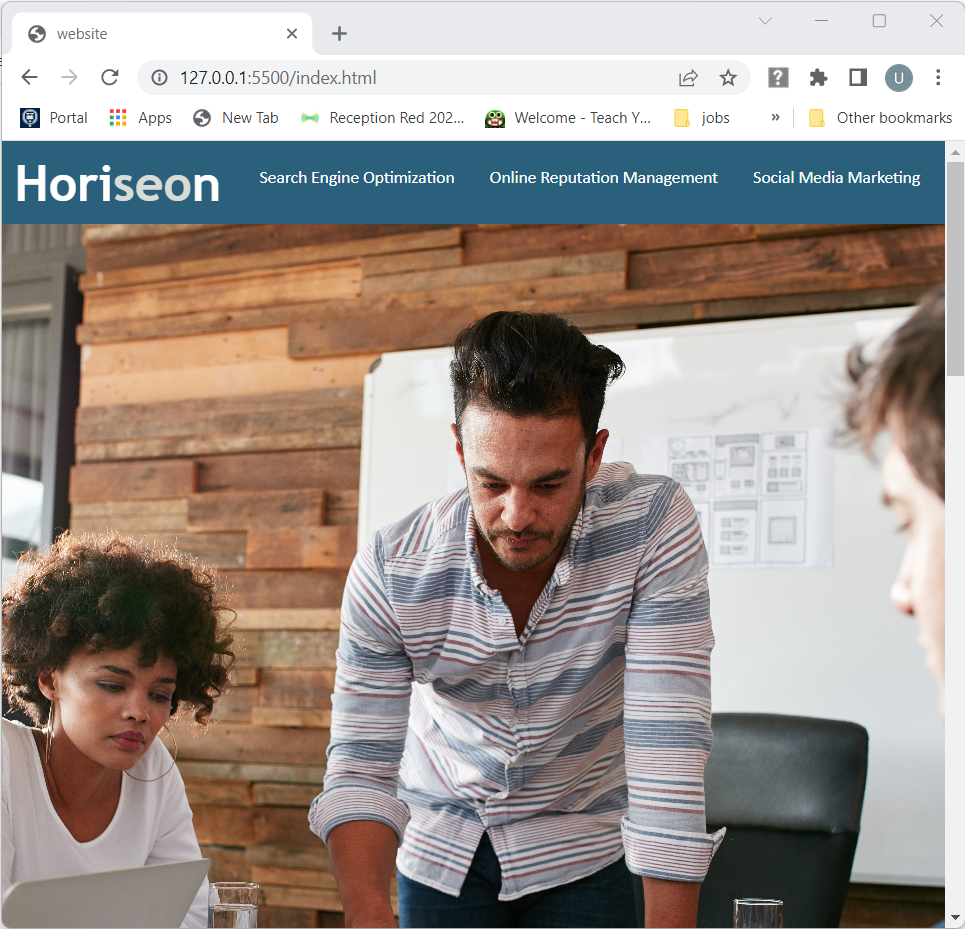 website
127.0.0.1:5500/index.html
U
Portal Apps New Tab Reception Red 202... Welcome - Teach Y... jobs » Other bookmarks
Horiseon Search Engine Optimization Online Reputation Management Social Media Marketing